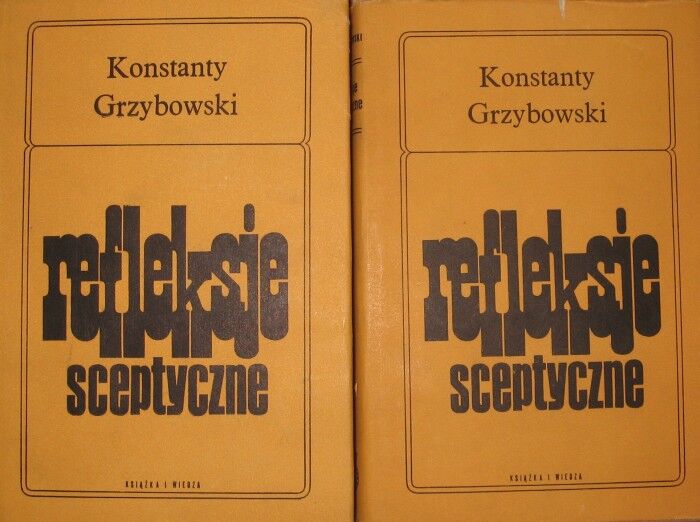 Konstanty
Grzybowski
refleksje
sceptyczne
KSIĄŻKA I WIEDZA
Konstanty
Grzybowski
refleksje
sceptyczne
KSIĄŻKA I WIEDZA